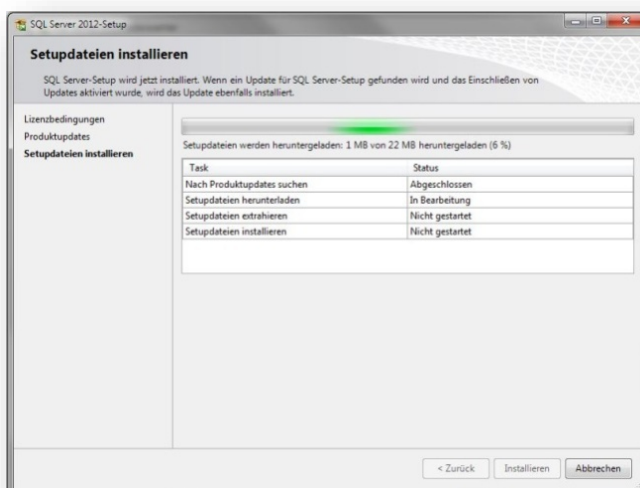 SQL Server 2012-Setup
Setupdateien installieren
SQL Server-Setup wird jetzt installiert. Wenn ein Update für SQL Server-Setup gefunden wird und das Einschließen von
Updates aktiviert wurde, wird das Update ebenfalls installiert.
Lizenzbedingungen
Produktupdates
Setupdateien installieren
Setupdateien werden heruntergeladen: 1 MB von 22 MB heruntergeladen (6 %)
Task Status
Nach Produktupdates suchen Abgeschlossen
Setupdateien herunterladen In Bearbeitung
Setupdateien extrahieren Nicht gestartet
Setupdateien installieren Nicht gestartet
< Zurück Installieren Abbrechen